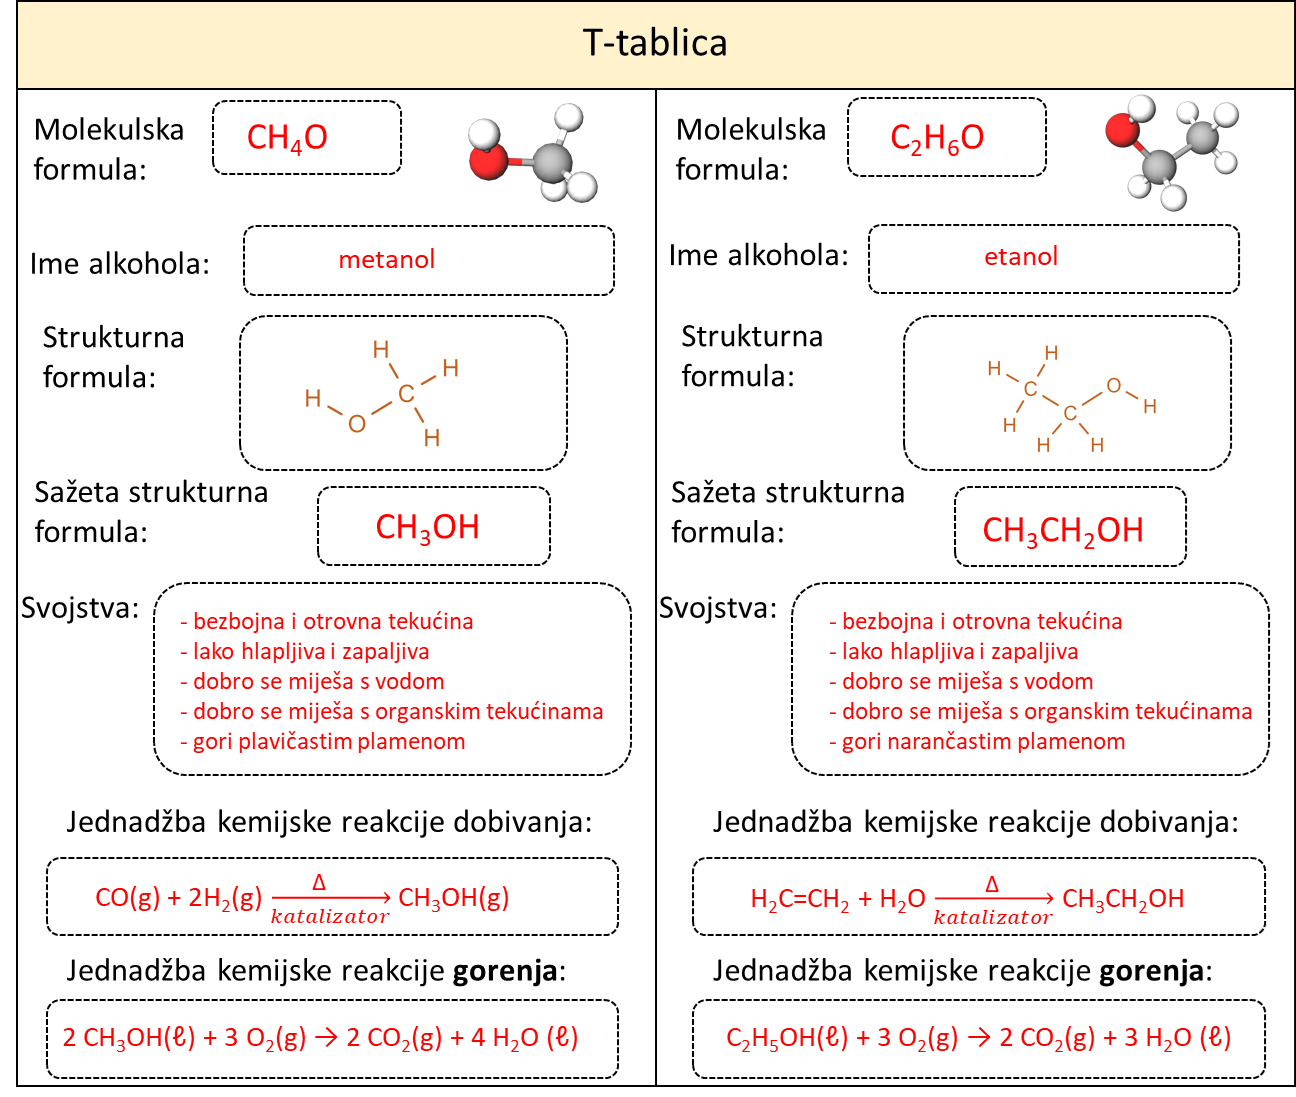 T-tablica
Molekulska
formula:
CH₄O
Ime alkohola:
metanol
Strukturna
formula:
H
H
H
C
O
H
Sažeta strukturna
formula:
CH₃OH
Svojstva:
- bezbojna i otrovna tekućina
- lako hlapljiva i zapaljiva
- dobro se miješa s vodom
- dobro se miješa s organskim tekućinama
- gori plavičastim plamenom
Jednadžba kemijske reakcije dobivanja:
Δ
CO(g) + 2H₂(g) → CH₃OH(g)
katalizator
Jednadžba kemijske reakcije gorenja:
2 CH₃OH(ℓ) + 3 O₂(g) → 2 CO₂(g) + 4 H₂O (ℓ)
Molekulska
formula:
C₂H₆O
Ime alkohola:
etanol
Strukturna
formula:
H
H
C
O
H
H
C
H
H
Sažeta strukturna
formula:
CH₃CH₂OH
Svojstva:
- bezbojna i otrovna tekućina
- lako hlapljiva i zapaljiva
- dobro se miješa s vodom
- dobro se miješa s organskim tekućinama
- gori narančastim plamenom
Jednadžba kemijske reakcije dobivanja:
Δ
H₂C=CH₂ + H₂O → CH₃CH₂OH
katalizator
Jednadžba kemijske reakcije gorenja:
C₂H₅OH(ℓ) + 3 O₂(g) → 2 CO₂(g) + 3 H₂O (ℓ)